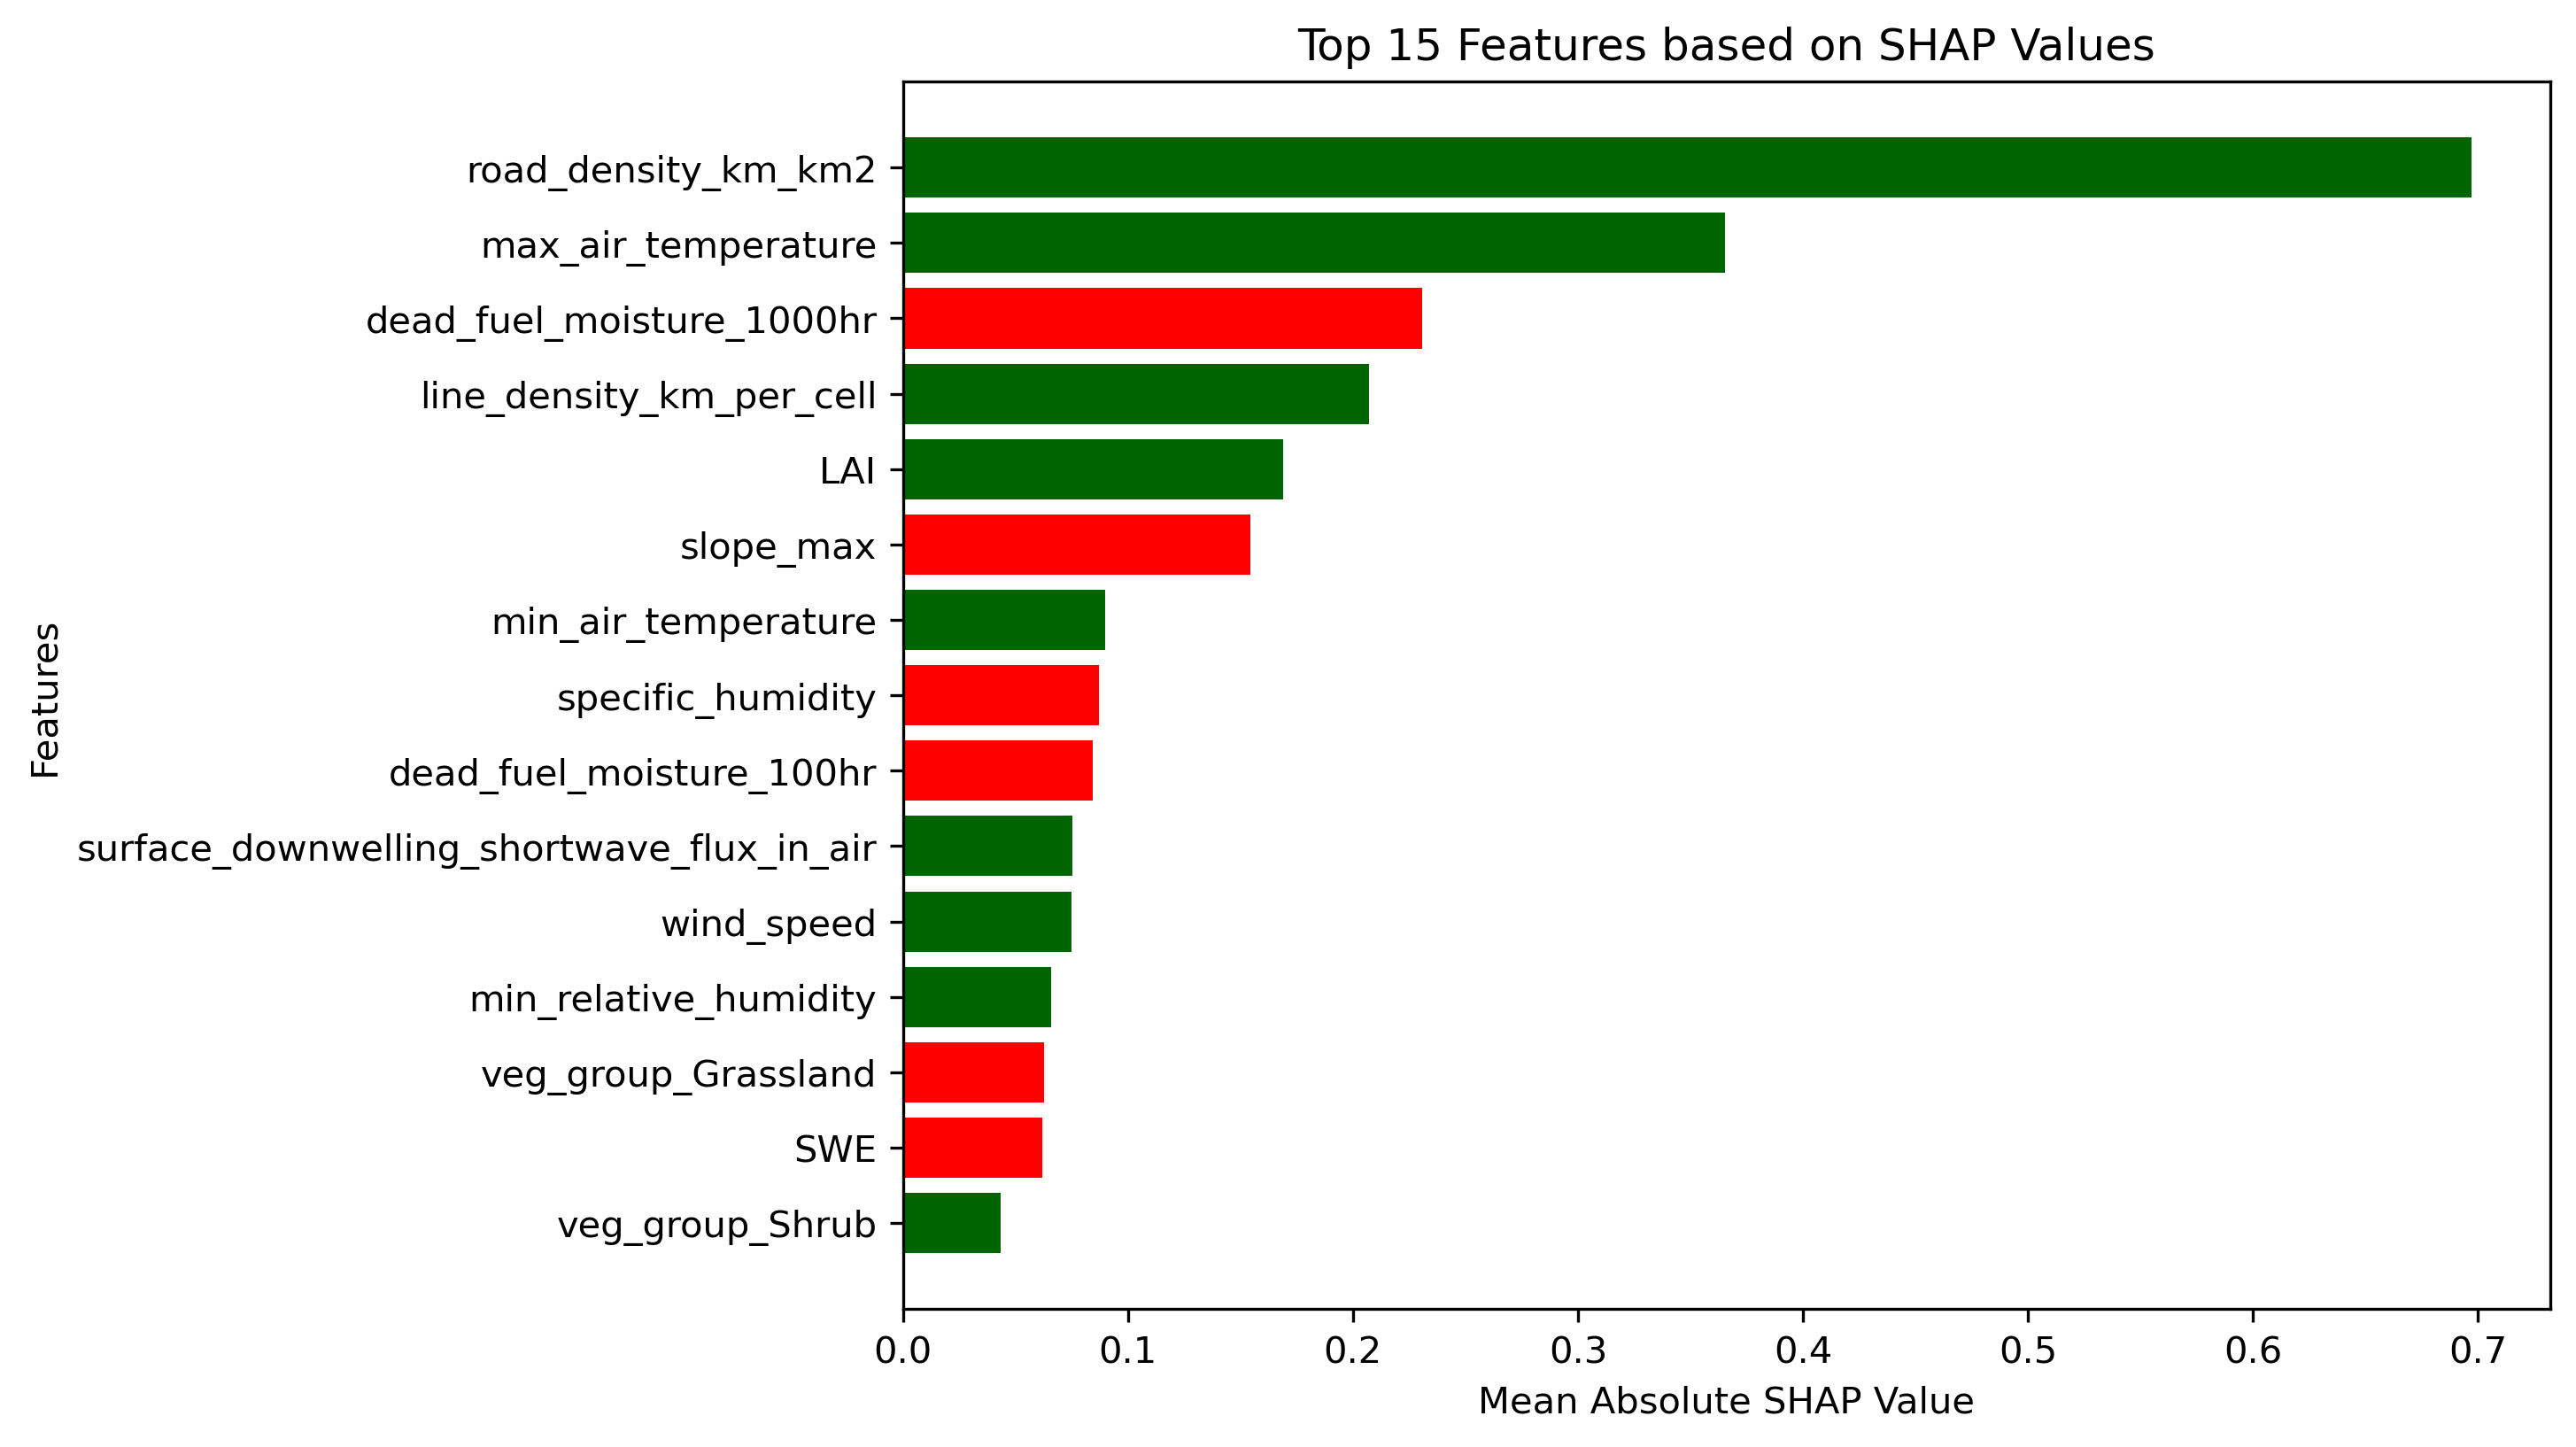 Top 15 Features based on SHAP Values
road_density_km_km2
max_air_temperature
dead_fuel_moisture_1000hr
line_density_km_per_cell
LAI
slope_max
min_air_temperature
specific_humidity
dead_fuel_moisture_100hr
surface_downwelling_shortwave_flux_in_air
wind_speed
min_relative_humidity
veg_group_Grassland
SWE
veg_group_Shrub
Features
0.0 0.1 0.2 0.3 0.4 0.5 0.6 0.7
Mean Absolute SHAP Value